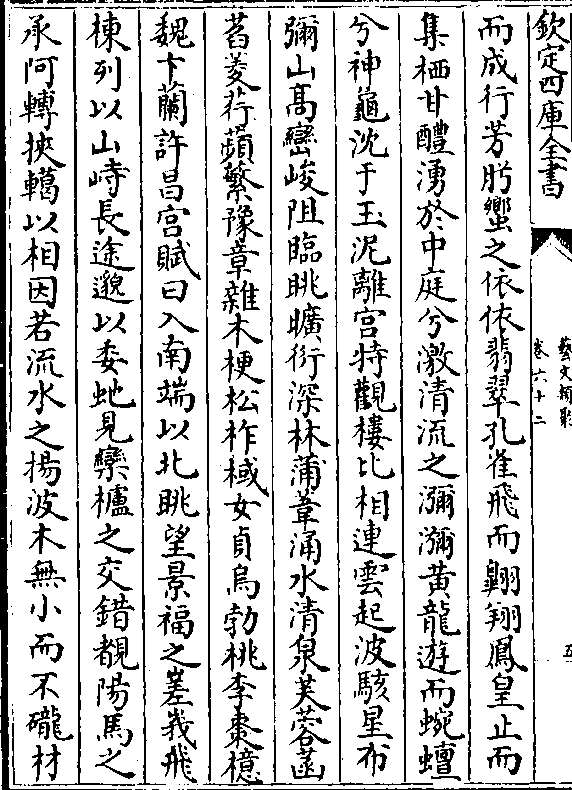 欽定四庫全書
藝文類聚
卷六十二
五
而成行芳肸蠁之依依翡翠孔雀飛而翺翔鳳皇止而
集栖甘醴湧於中庭兮激清流之瀰瀰黄龍遊而蜿蟺
兮神龜沈于玉泥離宫特觀樓比相連雲起波駭星布
彌山髙巒峻阻臨眺曠衍深林蒲葦涌水清泉芙蓉菡
萏菱荇蘋蘩豫章雜木梗松柞棫女貞烏勃桃李棗檍
魏卞蘭許昌宫賦曰入南端以北眺望景福之嵳峩飛
棟列以山峙長途邈以委虵見欒櫨之交錯覩陽馬之
承阿轉挾轕以相因若流水之揚波木無小而不礲材